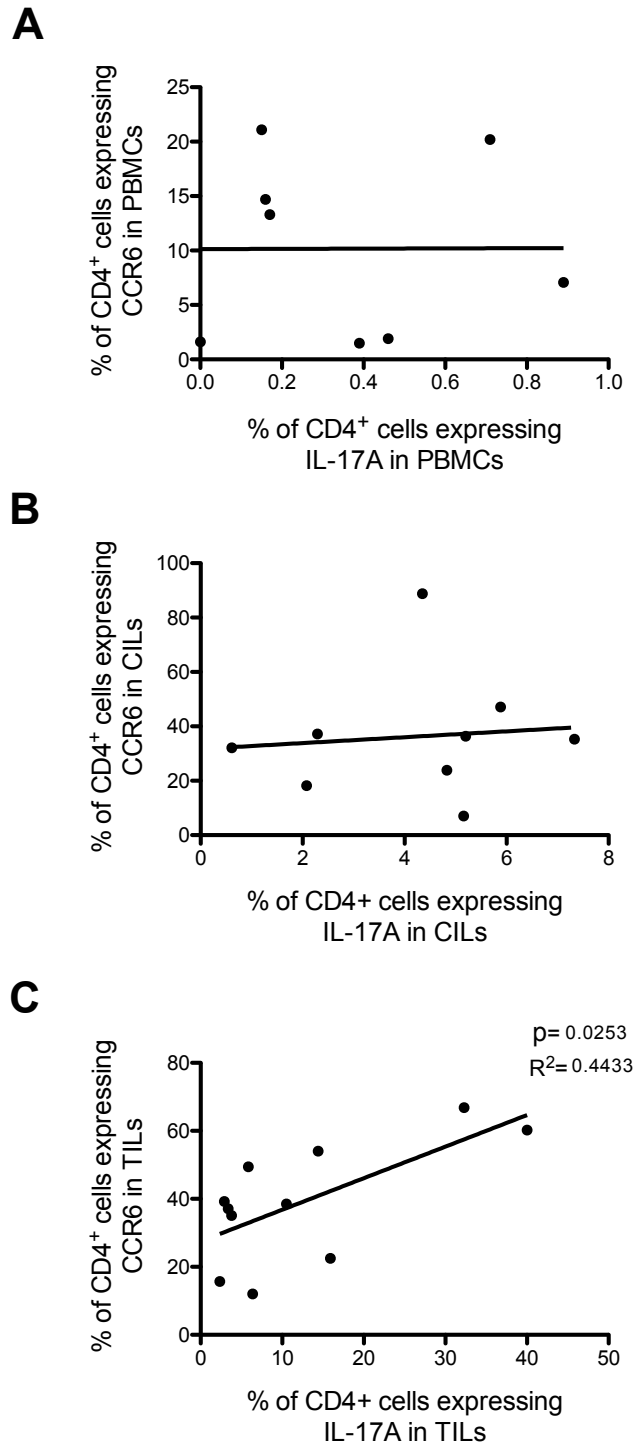 A
% of CD4⁺ cells expressing
CCR6 in PBMCs
25
20
15
10
5
0
0.0 0.2 0.4 0.6 0.8 1.0
% of CD4⁺ cells expressing
IL-17A in PBMCs
B
% of CD4⁺ cells expressing
CCR6 in CILs
100
80
60
40
20
0
0 2 4 6 8
% of CD4+ cells expressing
IL-17A in CILs
C
p= 0.0253
R²= 0.4433
% of CD4⁺ cells expressing
CCR6 in TILs
80
60
40
20
0
0 10 20 30 40 50
% of CD4+ cells expressing
IL-17A in TILs